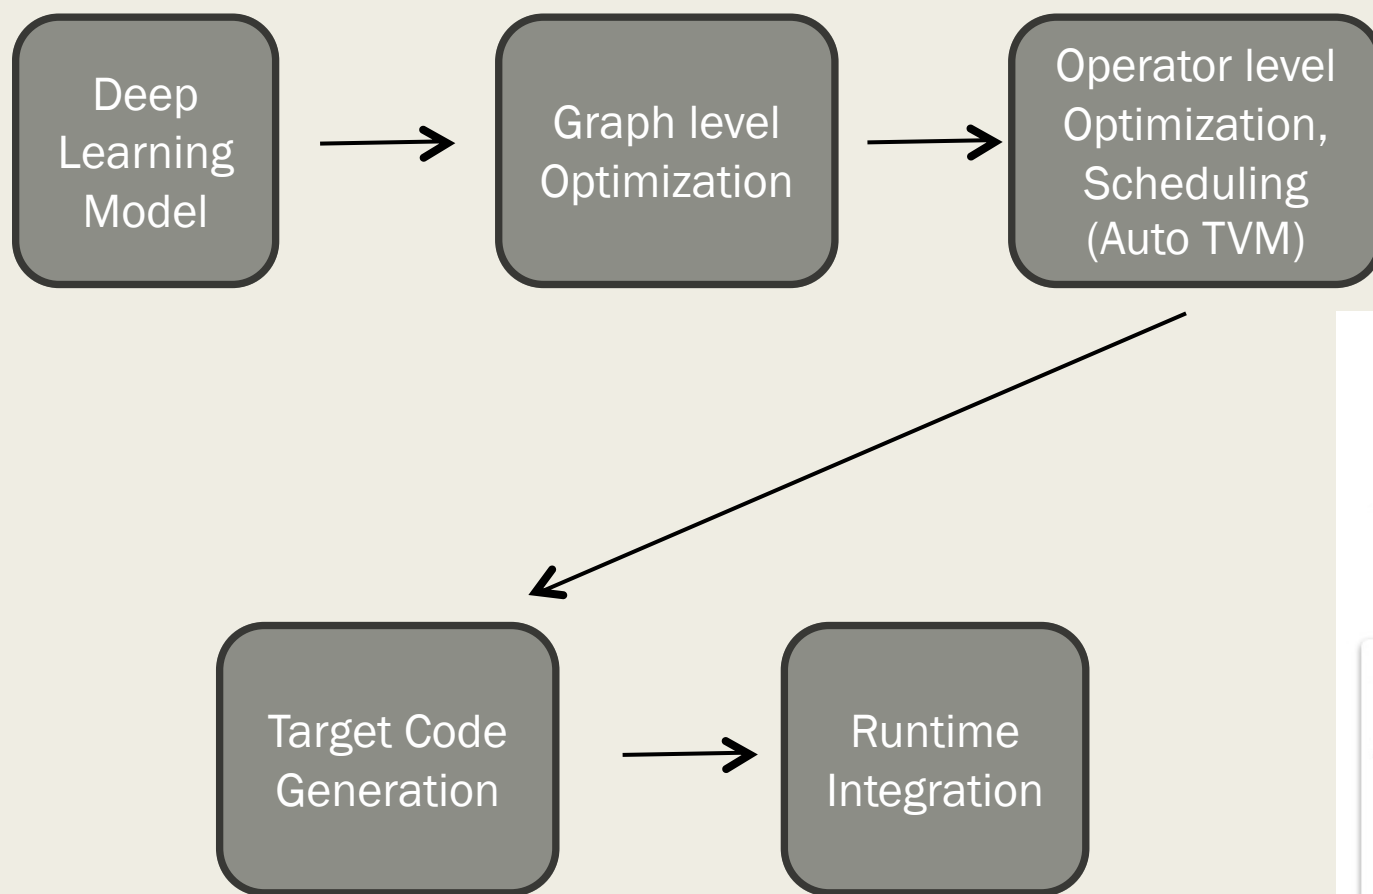 Deep
Learning
Model
Graph level
Optimization
Operator level
Optimization,
Scheduling
(Auto TVM)
Target Code
Generation
Runtime
Integration